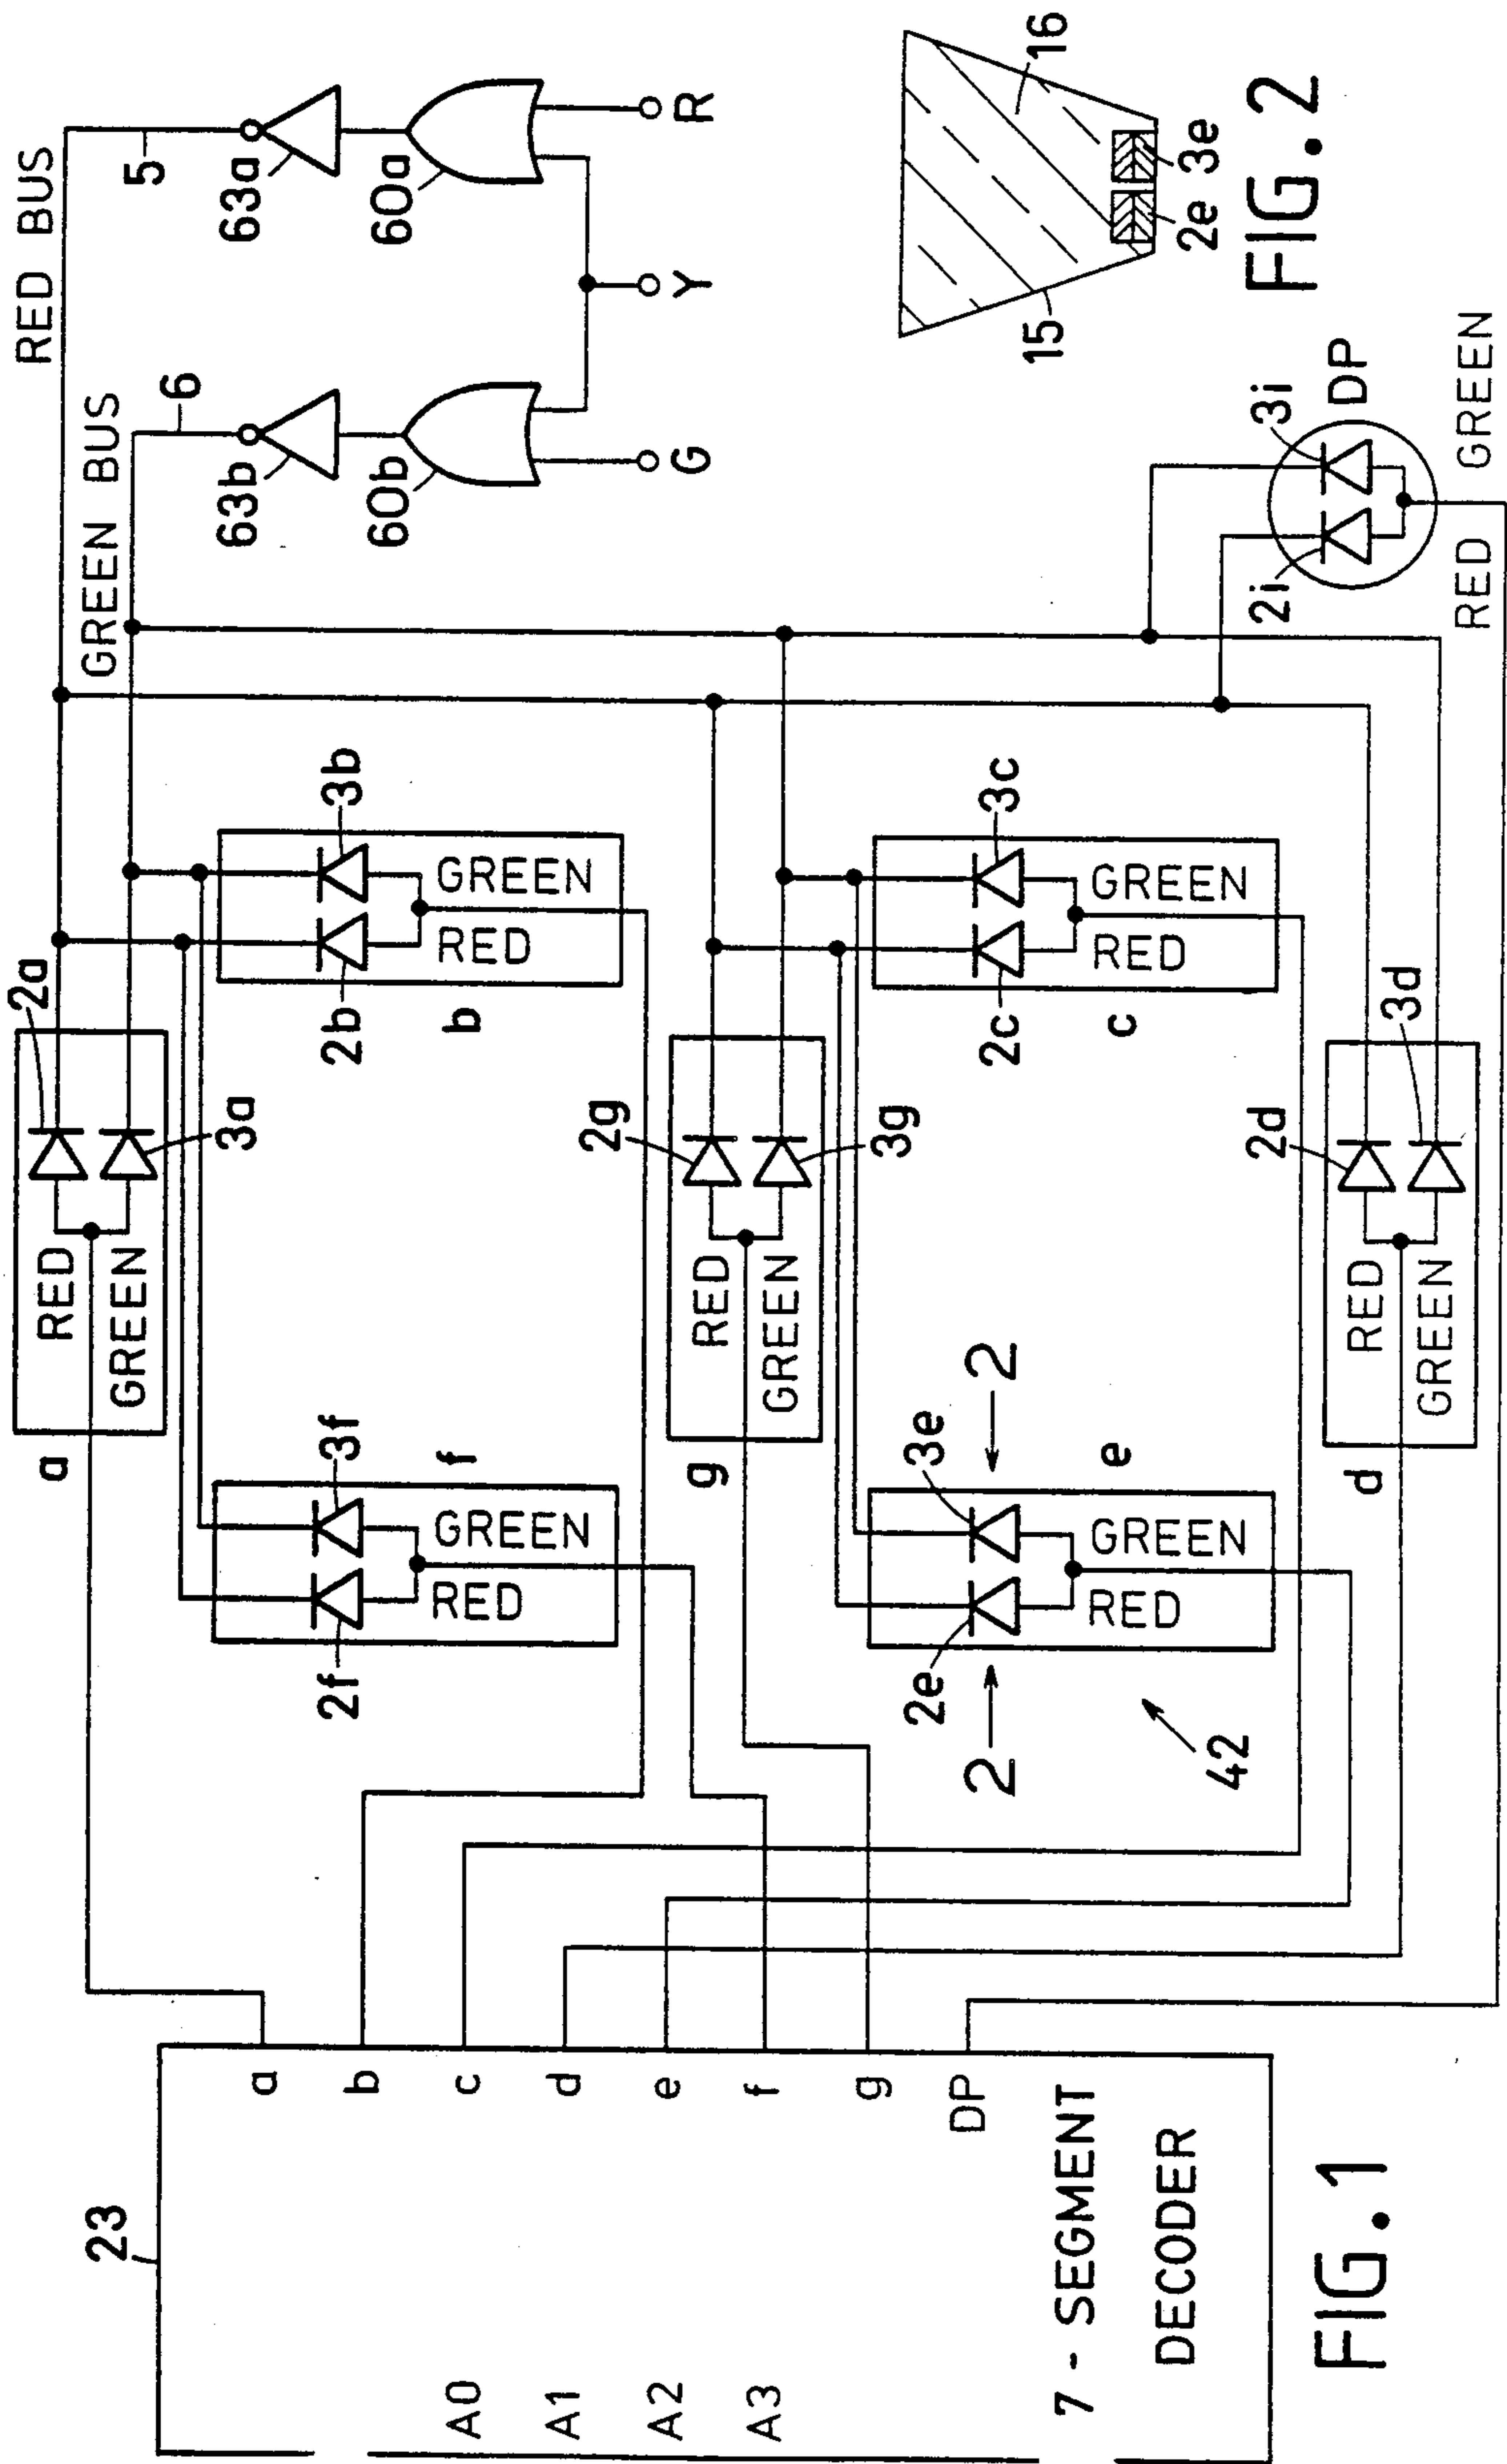 23
A0
A1
A2
A3
a
b
c
d
e
f
g
DP
7 - SEGMENT
DECODER
FIG.1
a
RED
GREEN
2a
3a
RED BUS
GREEN BUS
5
6
63a
63b
60a
60b
G
Y
R
2f
3f
f
RED
GREEN
2b
3b
b
RED
GREEN
g
RED
GREEN
2g
3g
2
2
2e
3e
e
RED
GREEN
42
2c
3c
c
RED
GREEN
d
RED
GREEN
2d
3d
2i
3i
DP
RED
GREEN
15
16
2e
3e
FIG.2